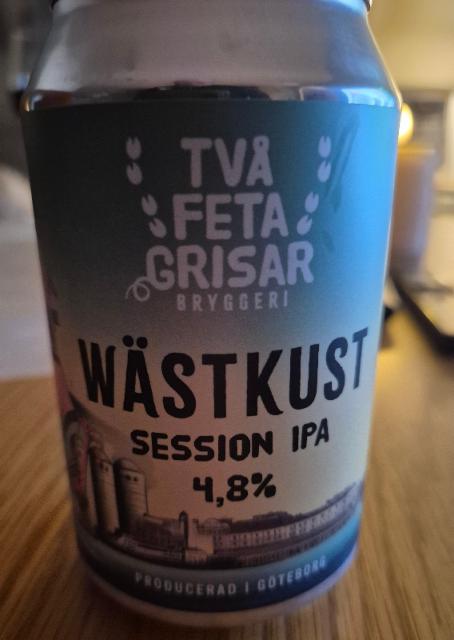 TVÅ
FETA
GRISAR
BRYGGERI
WÄSTKUST
SESSION IPA
4,8%
PRODUCERAD I GÖTEBORG